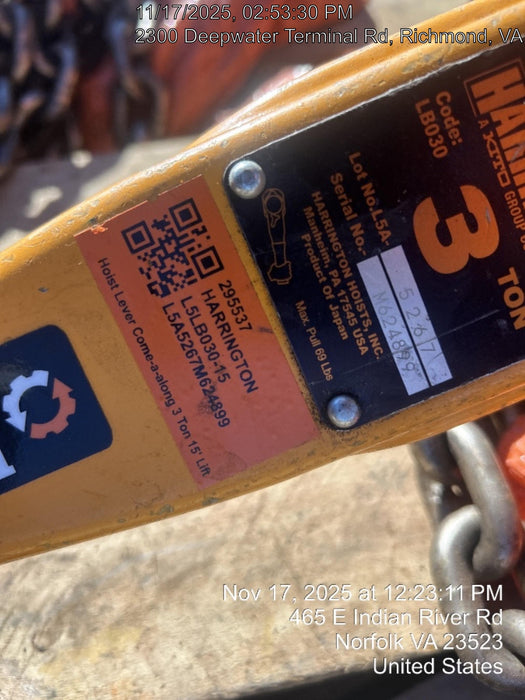 11/17/2025, 02:53:30 PM
2300 Deepwater Terminal Rd, Richmond, VA
HARR
A KITO GROUP
Code:
LB030
3 TON
Lot No. L5A-
5267
Serial No.-
M624899
HARRINGTON HOISTS, INC.
Manheim, PA 17545 USA
Product Of Japan
Max. Pull 69 Lbs
295537
HARRINGTON
L5LB030-15
L5A5267M624899
Hoist Lever Come-a-along 3 Ton 15' Lift
Nov 17, 2025 at 12:23:11 PM
465 E Indian River Rd
Norfolk VA 23523
United States